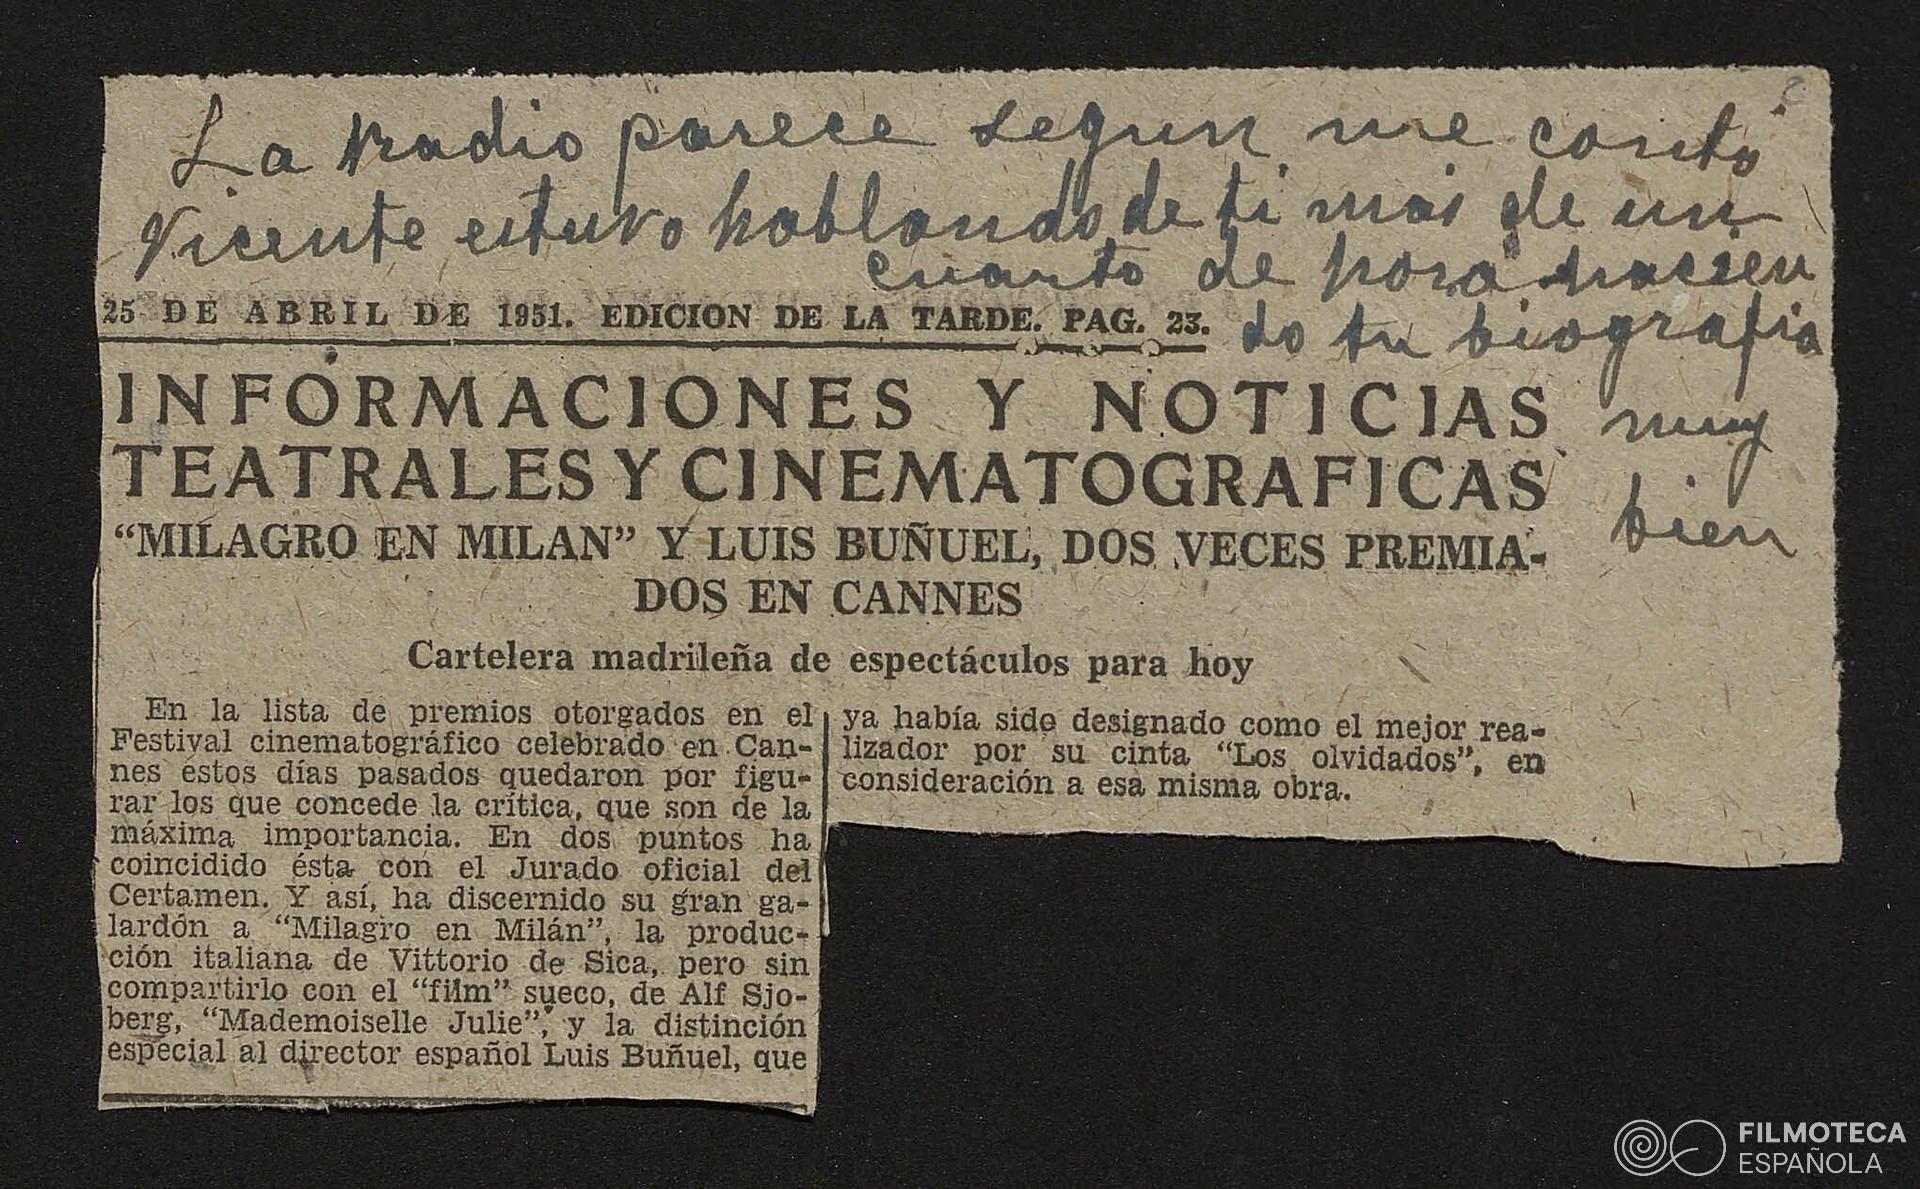 La radio parece segun me contó
Vicente estuvo hablando de ti más de un
cuarto de hora hacien
do tu biografia
muy
bien
25 DE ABRIL DE 1951. EDICION DE LA TARDE. PAG. 23.
INFORMACIONES Y NOTICIAS
TEATRALES Y CINEMATOGRAFICAS
“MILAGRO EN MILAN” Y LUIS BUÑUEL, DOS VECES PREMIA-
DOS EN CANNES
Cartelera madrileña de espectáculos para hoy
En la lista de premios otorgados en el
Festival cinematográfico celebrado en Can-
nes estos días pasados quedaron por figu-
rar los que concede la crítica, que son de la
máxima importancia. En dos puntos ha
coincidido ésta con el Jurado oficial del
Certamen. Y así, ha discernido su gran ga-
lardón a “Milagro en Milán”, la produc-
ción italiana de Vittorio de Sica, pero sin
compartirlo con el “film” sueco, de Alf Sjo-
berg, “Mademoiselle Julie”, y la distinción
especial al director español Luis Buñuel, que
ya había sido designado como el mejor rea-
lizador por su cinta “Los olvidados”, en
consideración a esa misma obra.
FILMOTECA
ESPAÑOLA